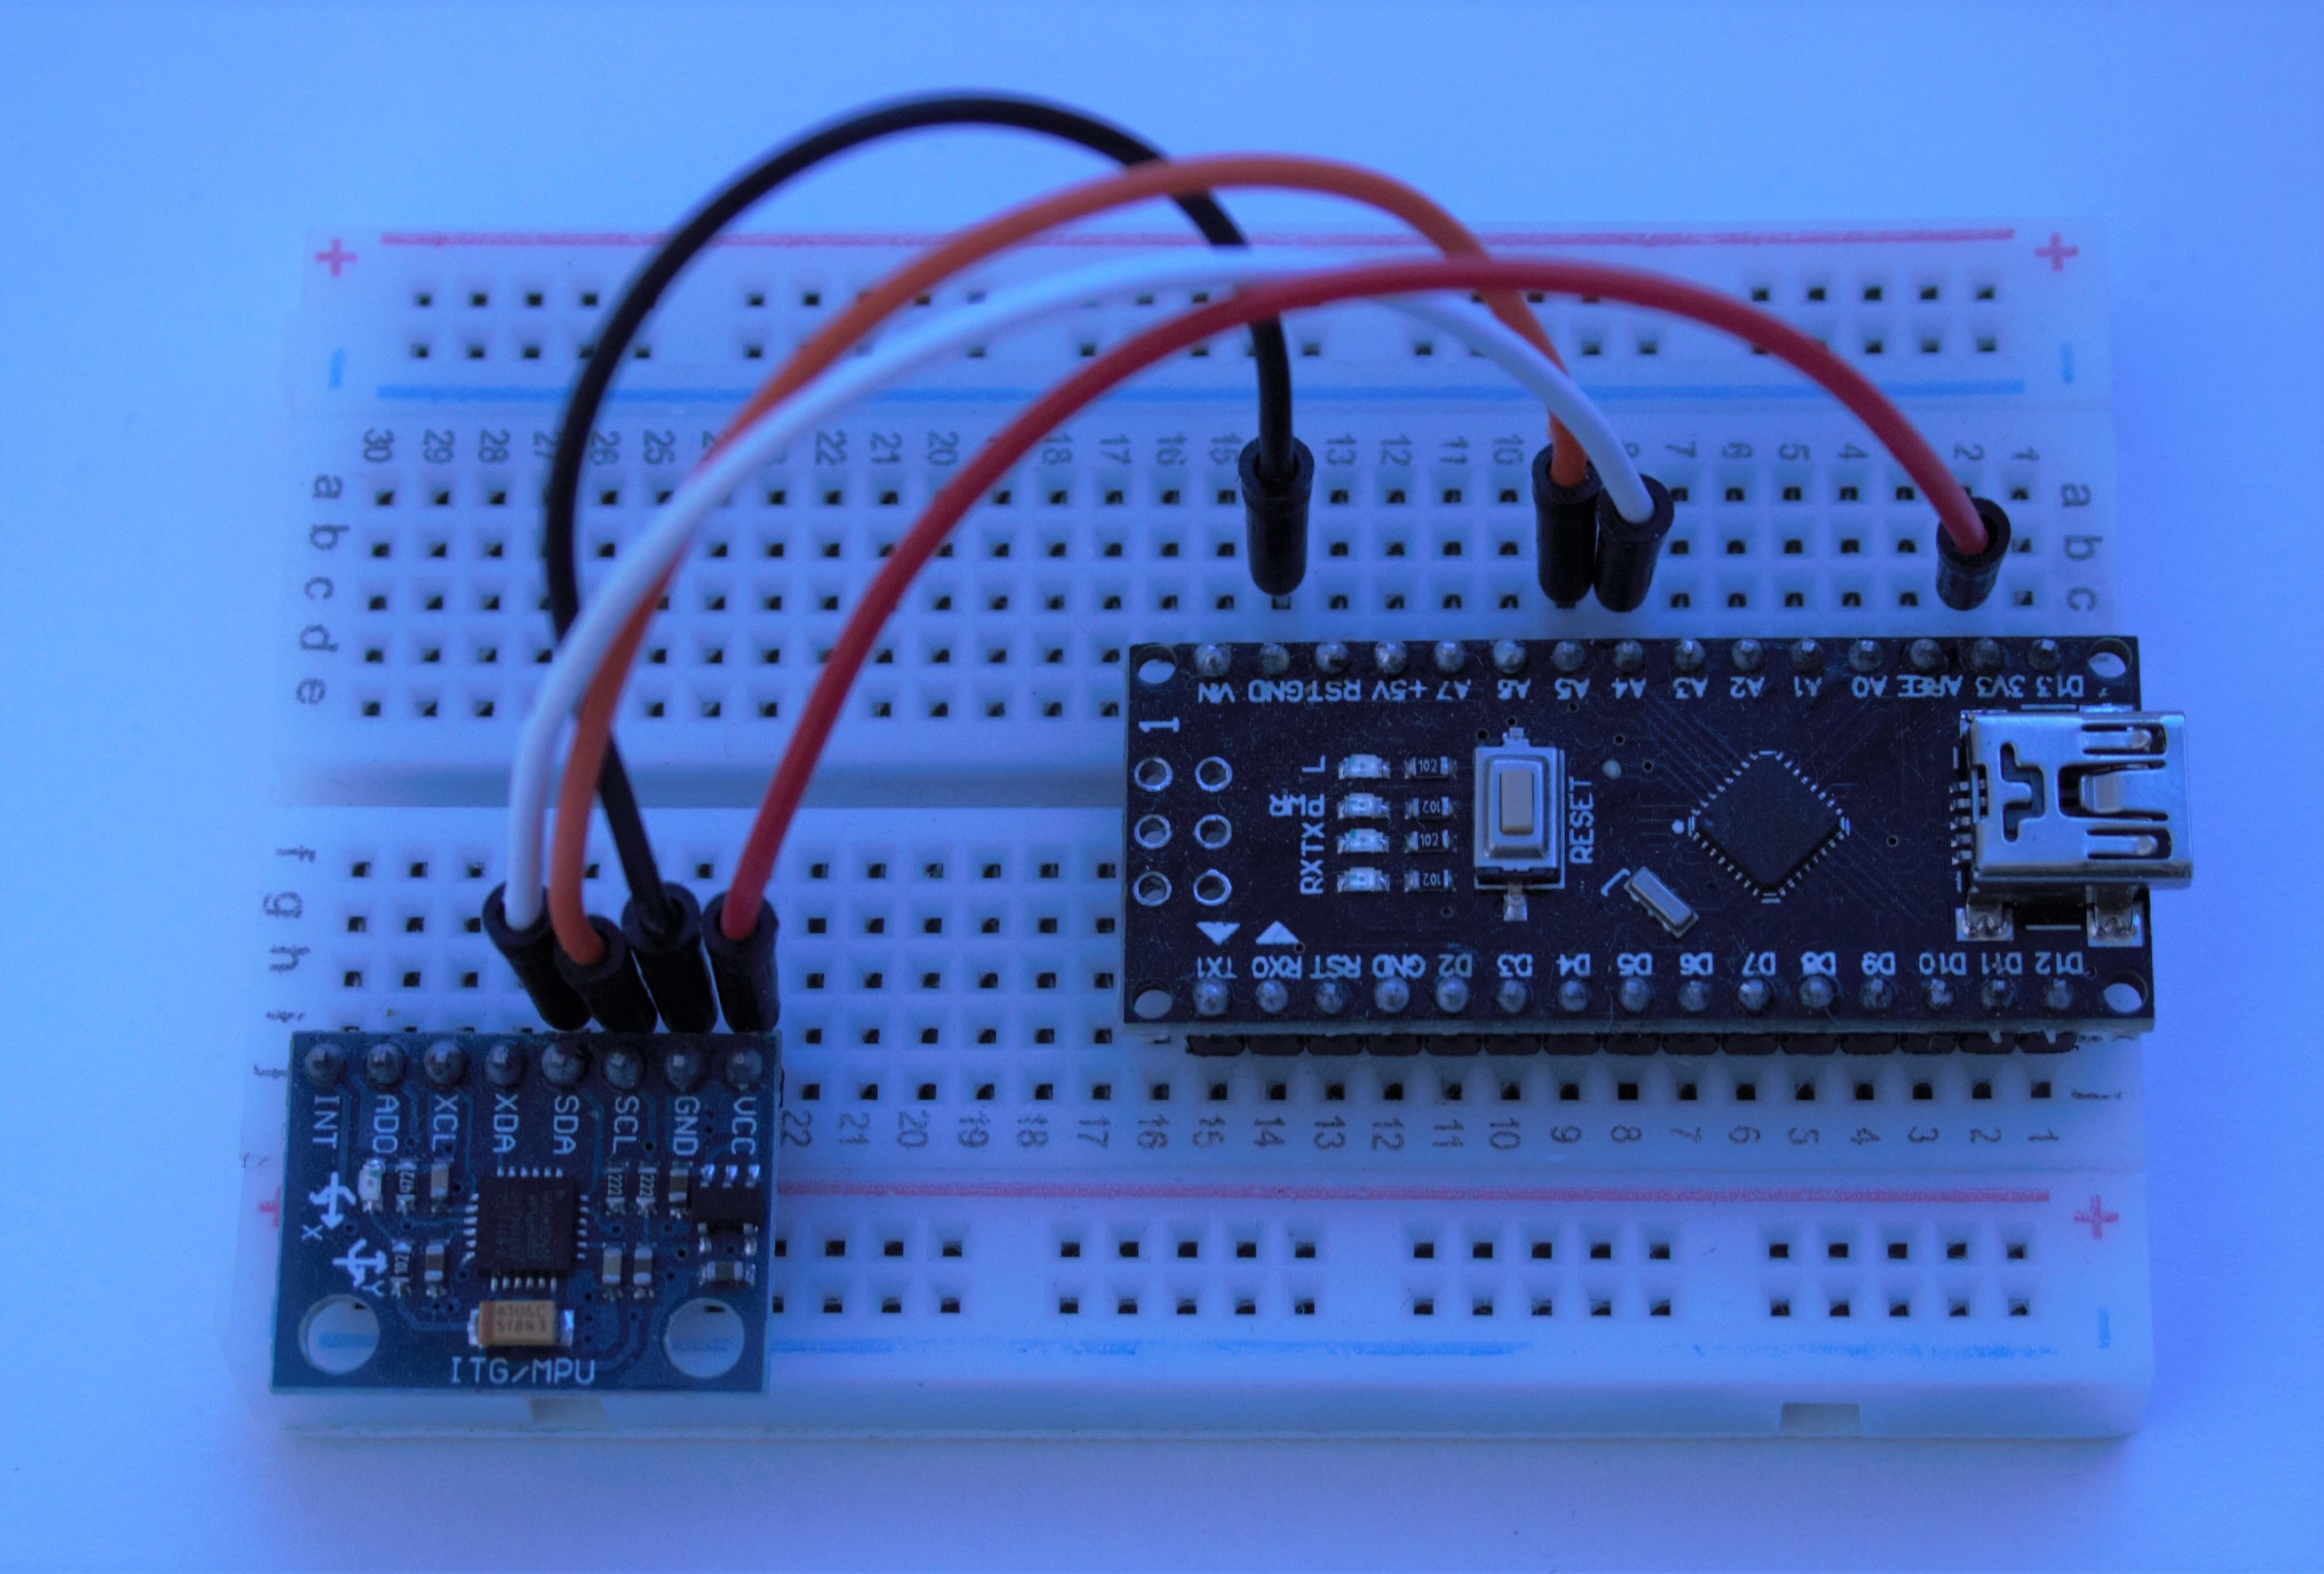 + +
- -
30 29 28 27 26 25 22 21 20 18 17 16 15 13 12 11 10 8 7 6 5 4 2 1
a a
b b
c c
d
e
VIN GND RST +5V A7 A6 A5 A4 A3 A2 A1 A0 AREF 3V3 D13
1
L
PWR
TX
RX
102
102
102
102
RESET
g
h
TX1 RX0 RST GND D2 D3 D4 D5 D6 D7 D8 D9 D10 D11 D12
INT AD0 XCL XDA SDA SCL GND VCC
22 21 20 19 18 17 16 15 14 13 12 11 10 9 8 7 6 5 4 3 2 1
X
Y
+ +
-
106C
ITG/MPU